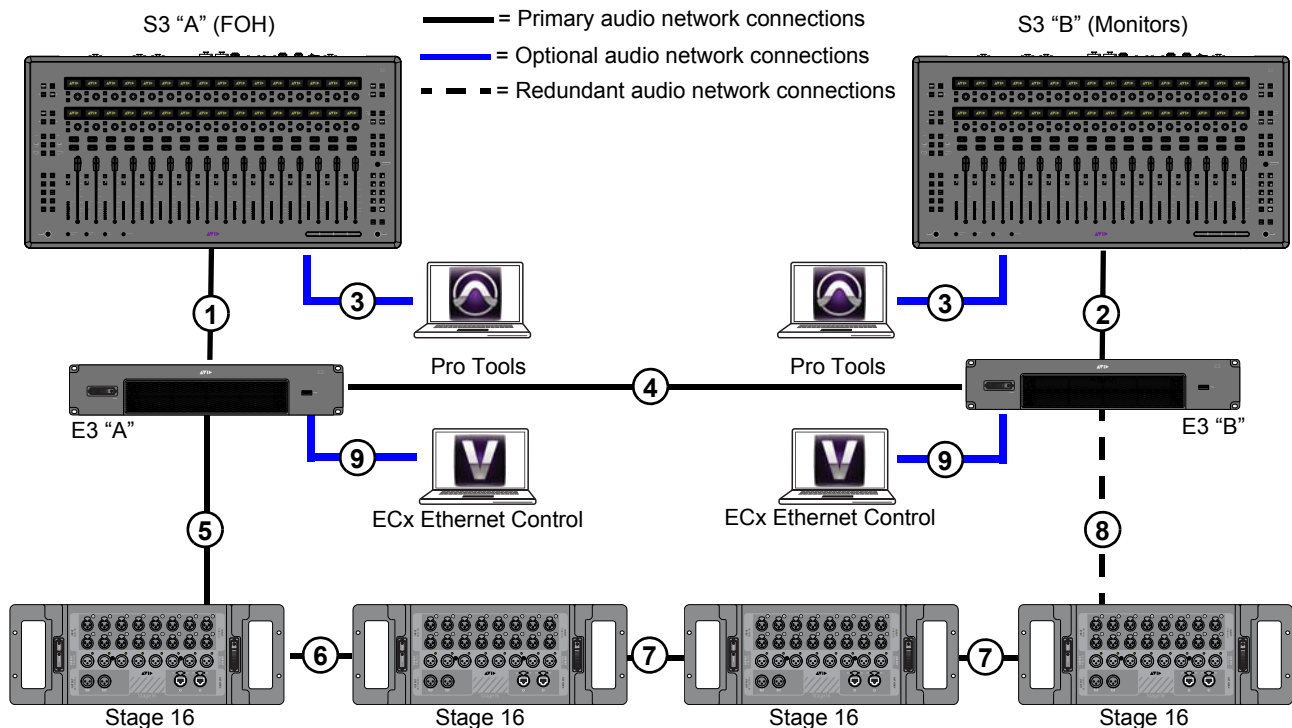 S3 “A” (FOH)
= Primary audio network connections
S3 “B” (Monitors)
= Optional audio network connections
= Redundant audio network connections
3
3
1
2
Pro Tools
Pro Tools
4
E3 “A”
E3 “B”
9
9
ECx Ethernet Control
ECx Ethernet Control
5
8
6
7
7
Stage 16
Stage 16
Stage 16
Stage 16